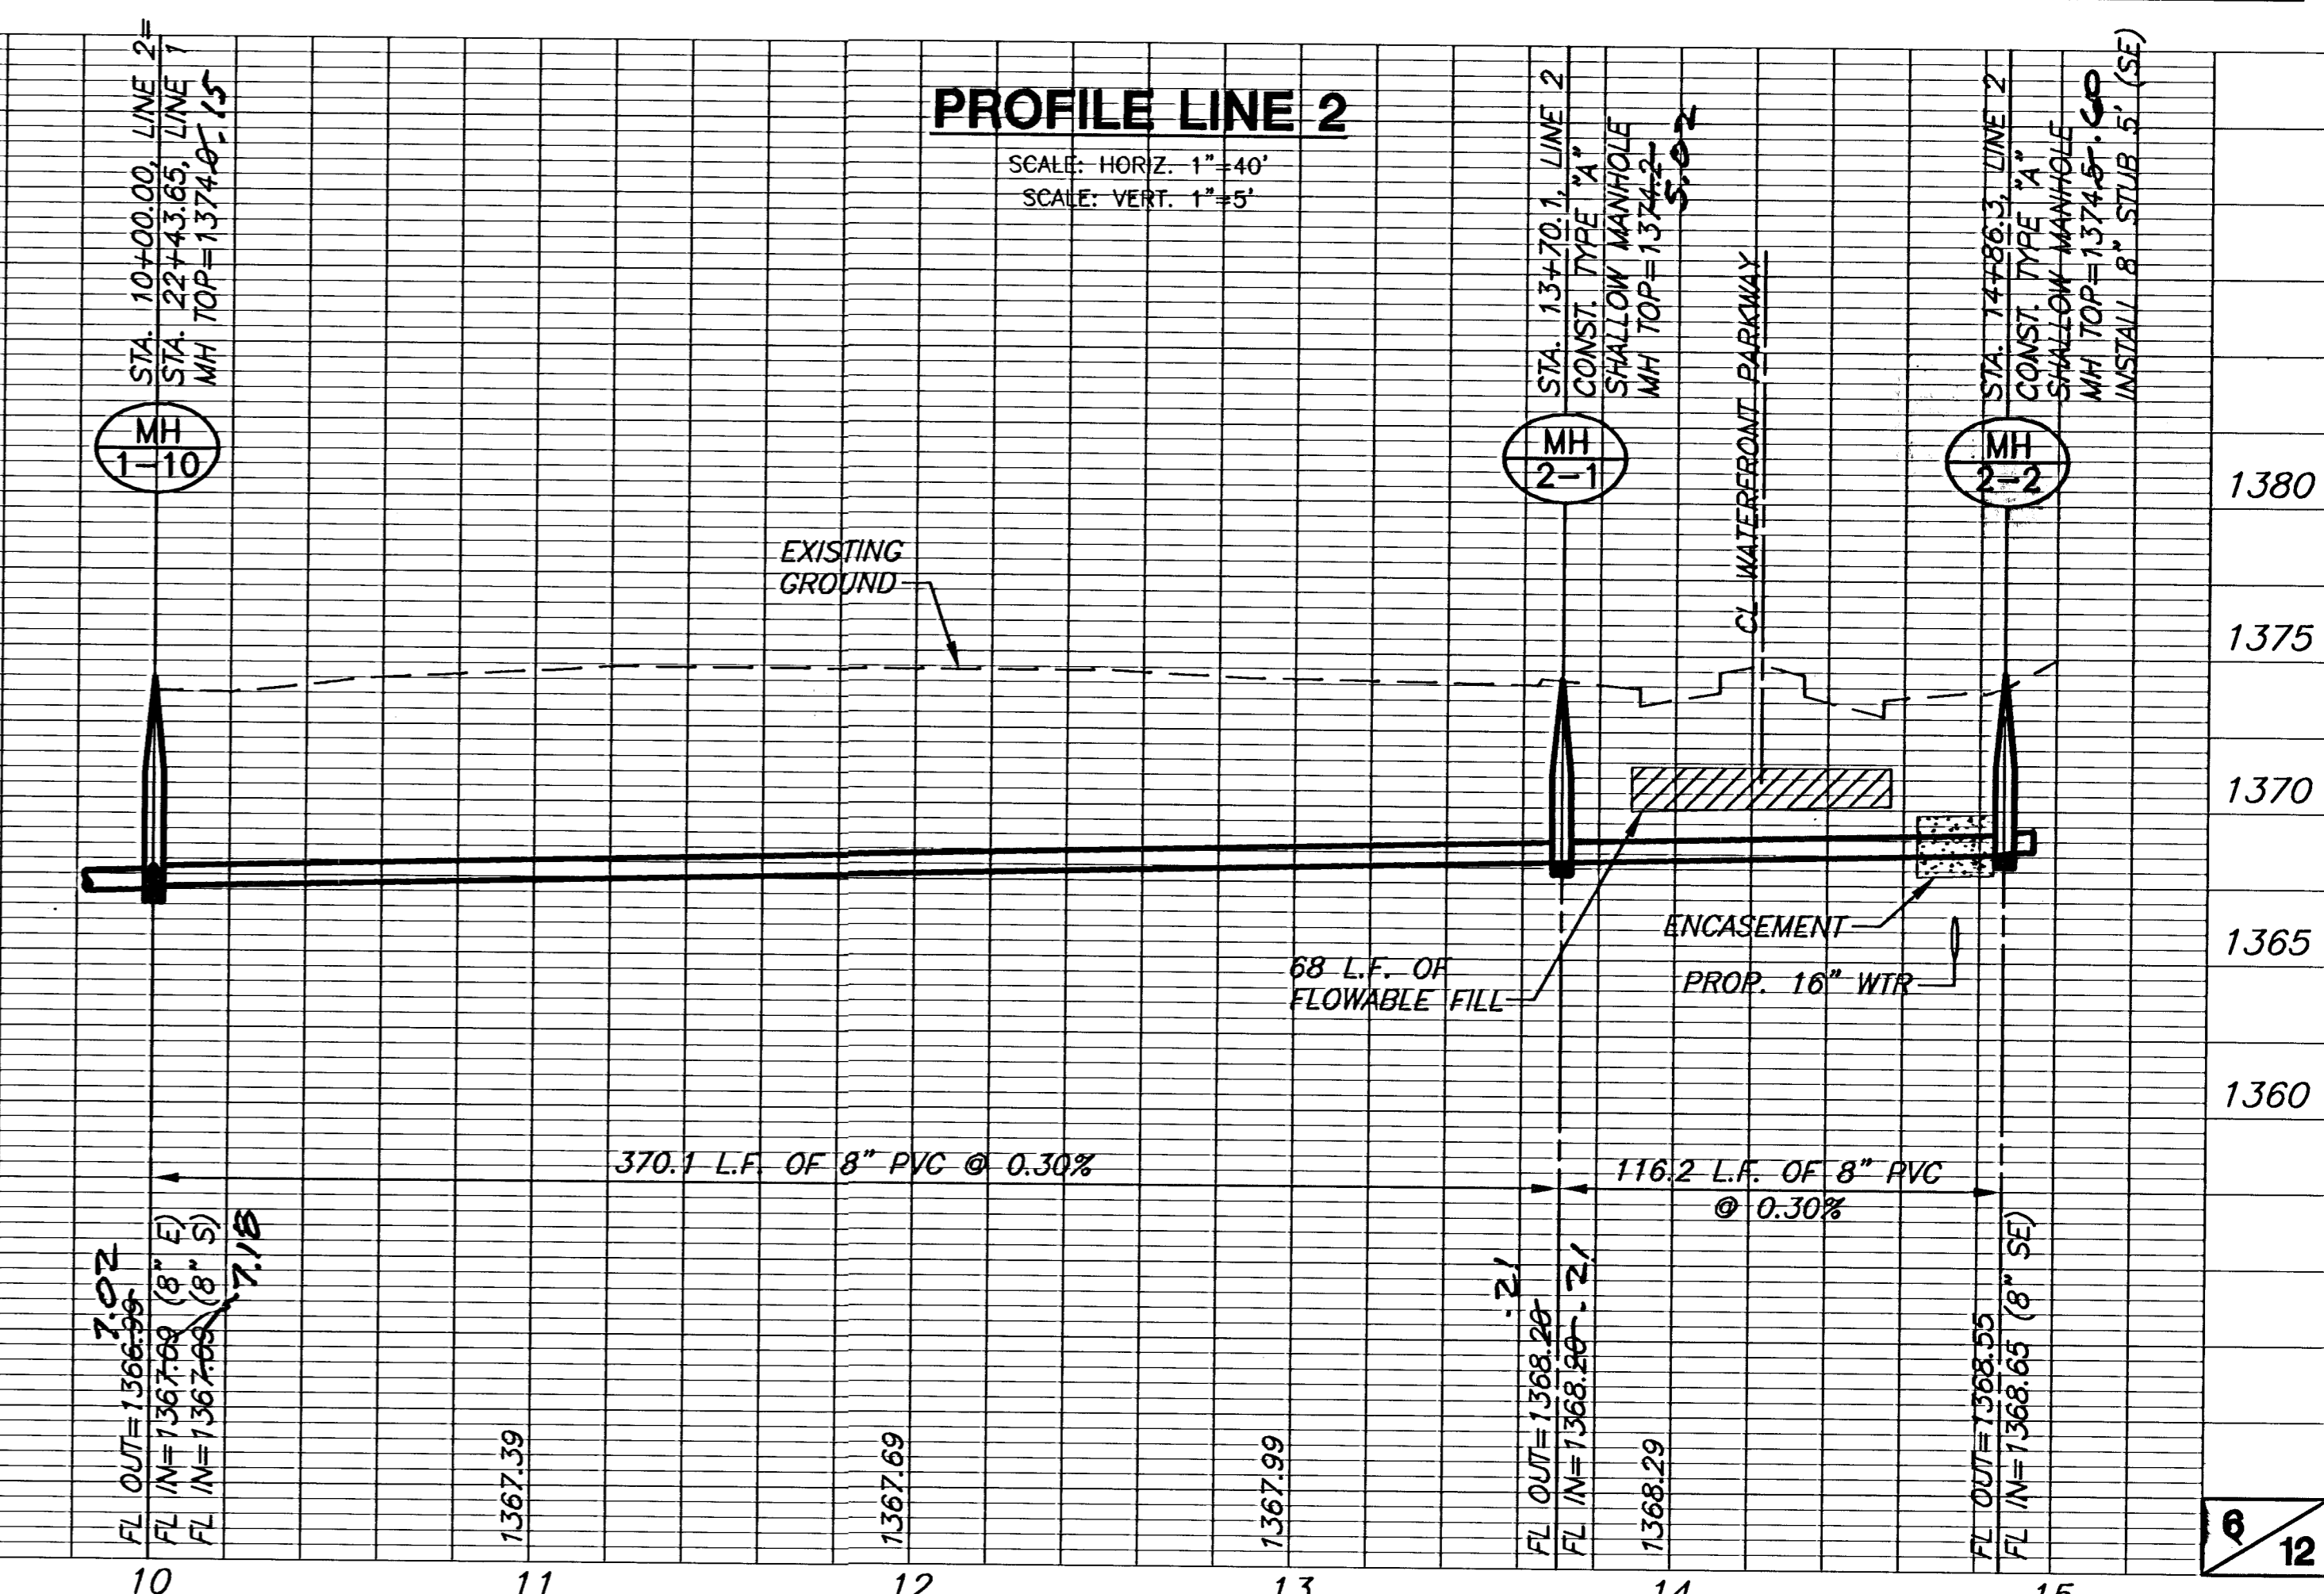 PROFILE LINE 2
SCALE: HORIZ. 1"=40'
SCALE: VERT. 1"=5'
STA. 10+00.00, LINE 2=
STA. 22+43.65, LINE 1
MH TOP=1374.0
5.15
MH
1-10
STA. 13+70.1, LINE 2
CONST. TYPE "A"
SHALLOW MANHOLE
MH TOP=1374.2
5.02
MH
2-1
CL WATERFRONT PARKWAY
STA. 14+86.3, LINE 2
CONST. TYPE "A"
SHALLOW MANHOLE
MH TOP=1374.5 .60
INSTALL 8" STUB 5' (SE)
MH
2-2
EXISTING
GROUND
1380
1375
1370
1365
1360
ENCASEMENT
68 L.F. OF
FLOWABLE FILL
PROP. 16" WTR
370.1 L.F. OF 8" PVC @ 0.30%
116.2 L.F. OF 8" PVC
@ 0.30%
7.02
FL OUT=1366.99
FL IN=1367.09 (8" E)
FL IN=1367.09 (8" S)
7.18
1367.39
1367.69
1367.99
.21
FL OUT=1368.20
FL IN=1368.20 .21
1368.29
FL OUT=1368.55
FL IN=1368.65 (8" SE)
6
12
10
11
12
13
14
15